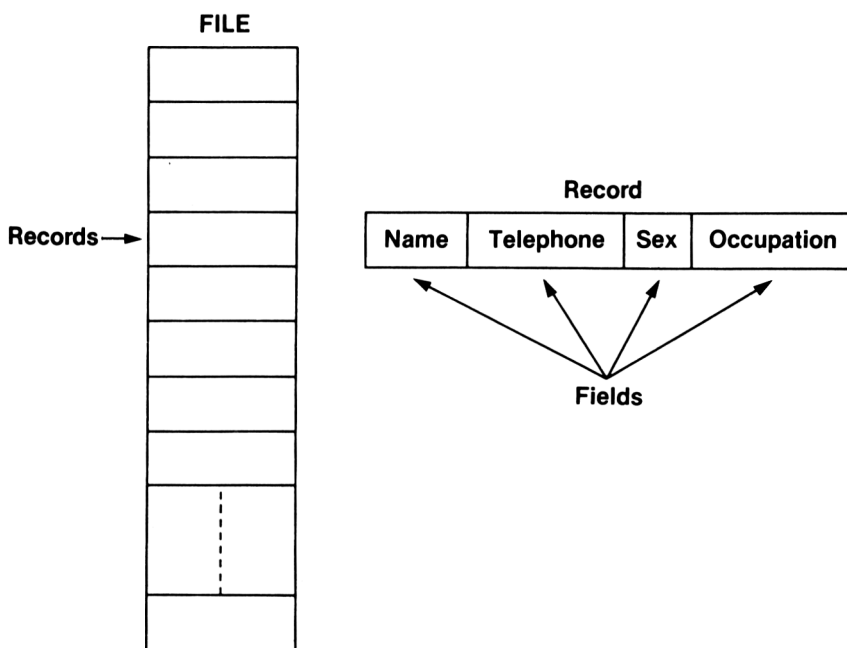 FILE
Records
Record
Name Telephone Sex Occupation
Fields